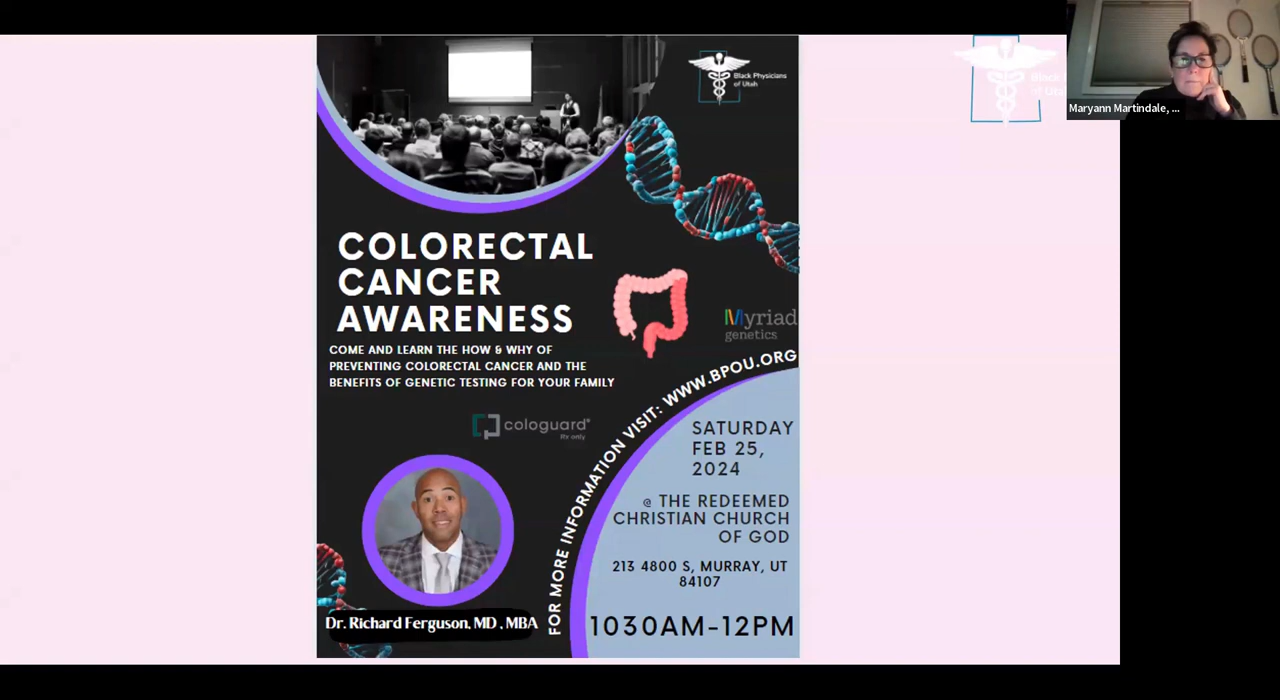 Black Physicians
of Utah
COLORECTAL
CANCER
AWARENESS
COME AND LEARN THE HOW & WHY OF
PREVENTING COLORECTAL CANCER AND THE
BENEFITS OF GENETIC TESTING FOR YOUR FAMILY
Myriad
genetics
cologuard®
Rx only
FOR MORE INFORMATION VISIT: WWW.BPOU.ORG
SATURDAY
FEB 25,
2024
@ THE REDEEMED
CHRISTIAN CHURCH
OF GOD
213 4800 S, MURRAY, UT
84107
1030AM-12PM
Dr. Richard Ferguson, MD , MBA
Black
of Utah
Maryann Martindale, ...